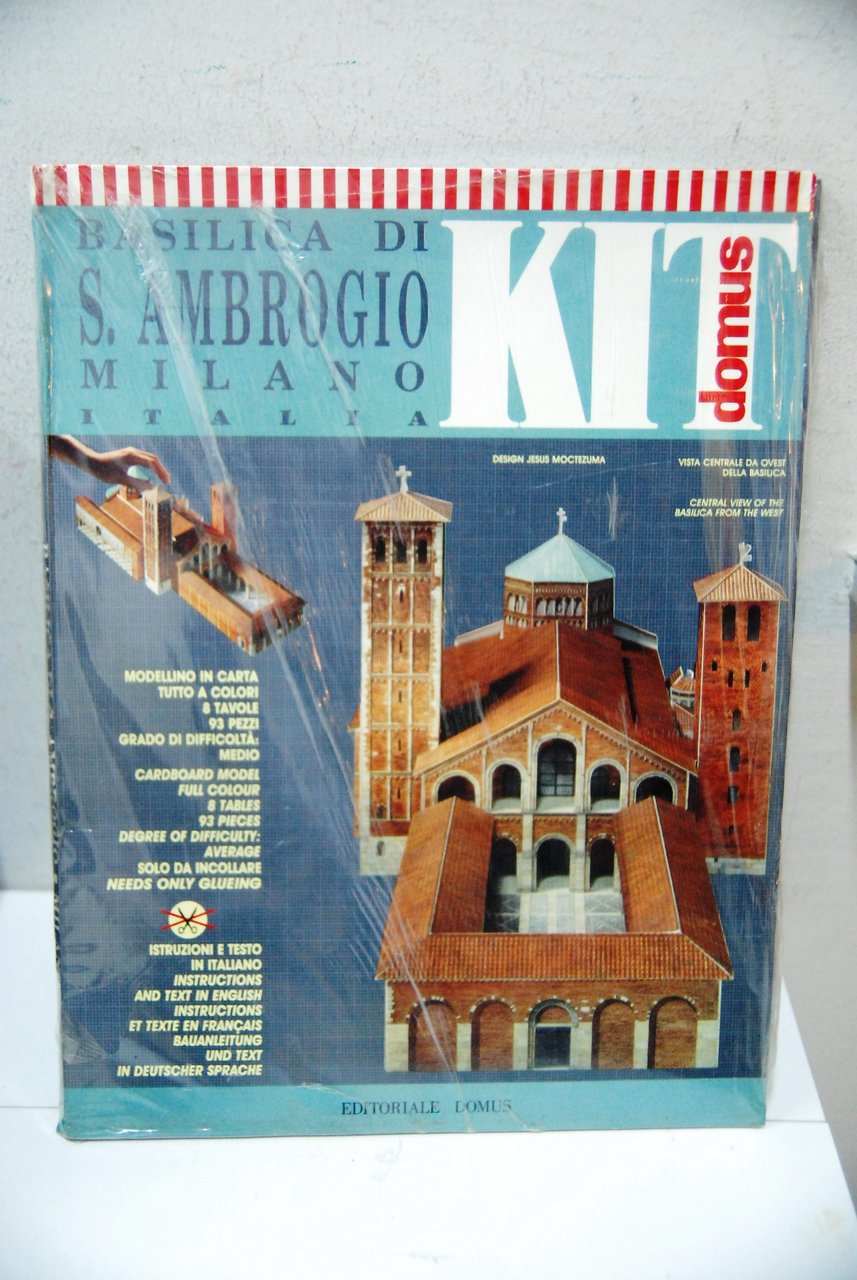 BASILICA DI
S. AMBROGIO
MILANO
ITALIA
KIT
domus
DESIGN JESUS MOCTEZUMA
VISTA CENTRALE DA OVEST
DELLA BASILICA
CENTRAL VIEW OF THE
BASILICA FROM THE WEST
MODELLINO IN CARTA
TUTTO A COLORI
8 TAVOLE
93 PEZZI
GRADO DI DIFFICOLTÀ:
MEDIO
CARDBOARD MODEL
FULL COLOUR
8 TABLES
93 PIECES
DEGREE OF DIFFICULTY:
AVERAGE
SOLO DA INCOLLARE
NEEDS ONLY GLUEING
ISTRUZIONI E TESTO
IN ITALIANO
INSTRUCTIONS
AND TEXT IN ENGLISH
INSTRUCTIONS
ET TEXTE EN FRANÇAIS
BAUANLEITUNG
UND TEXT
IN DEUTSCHER SPRACHE
EDITORIALE DOMUS